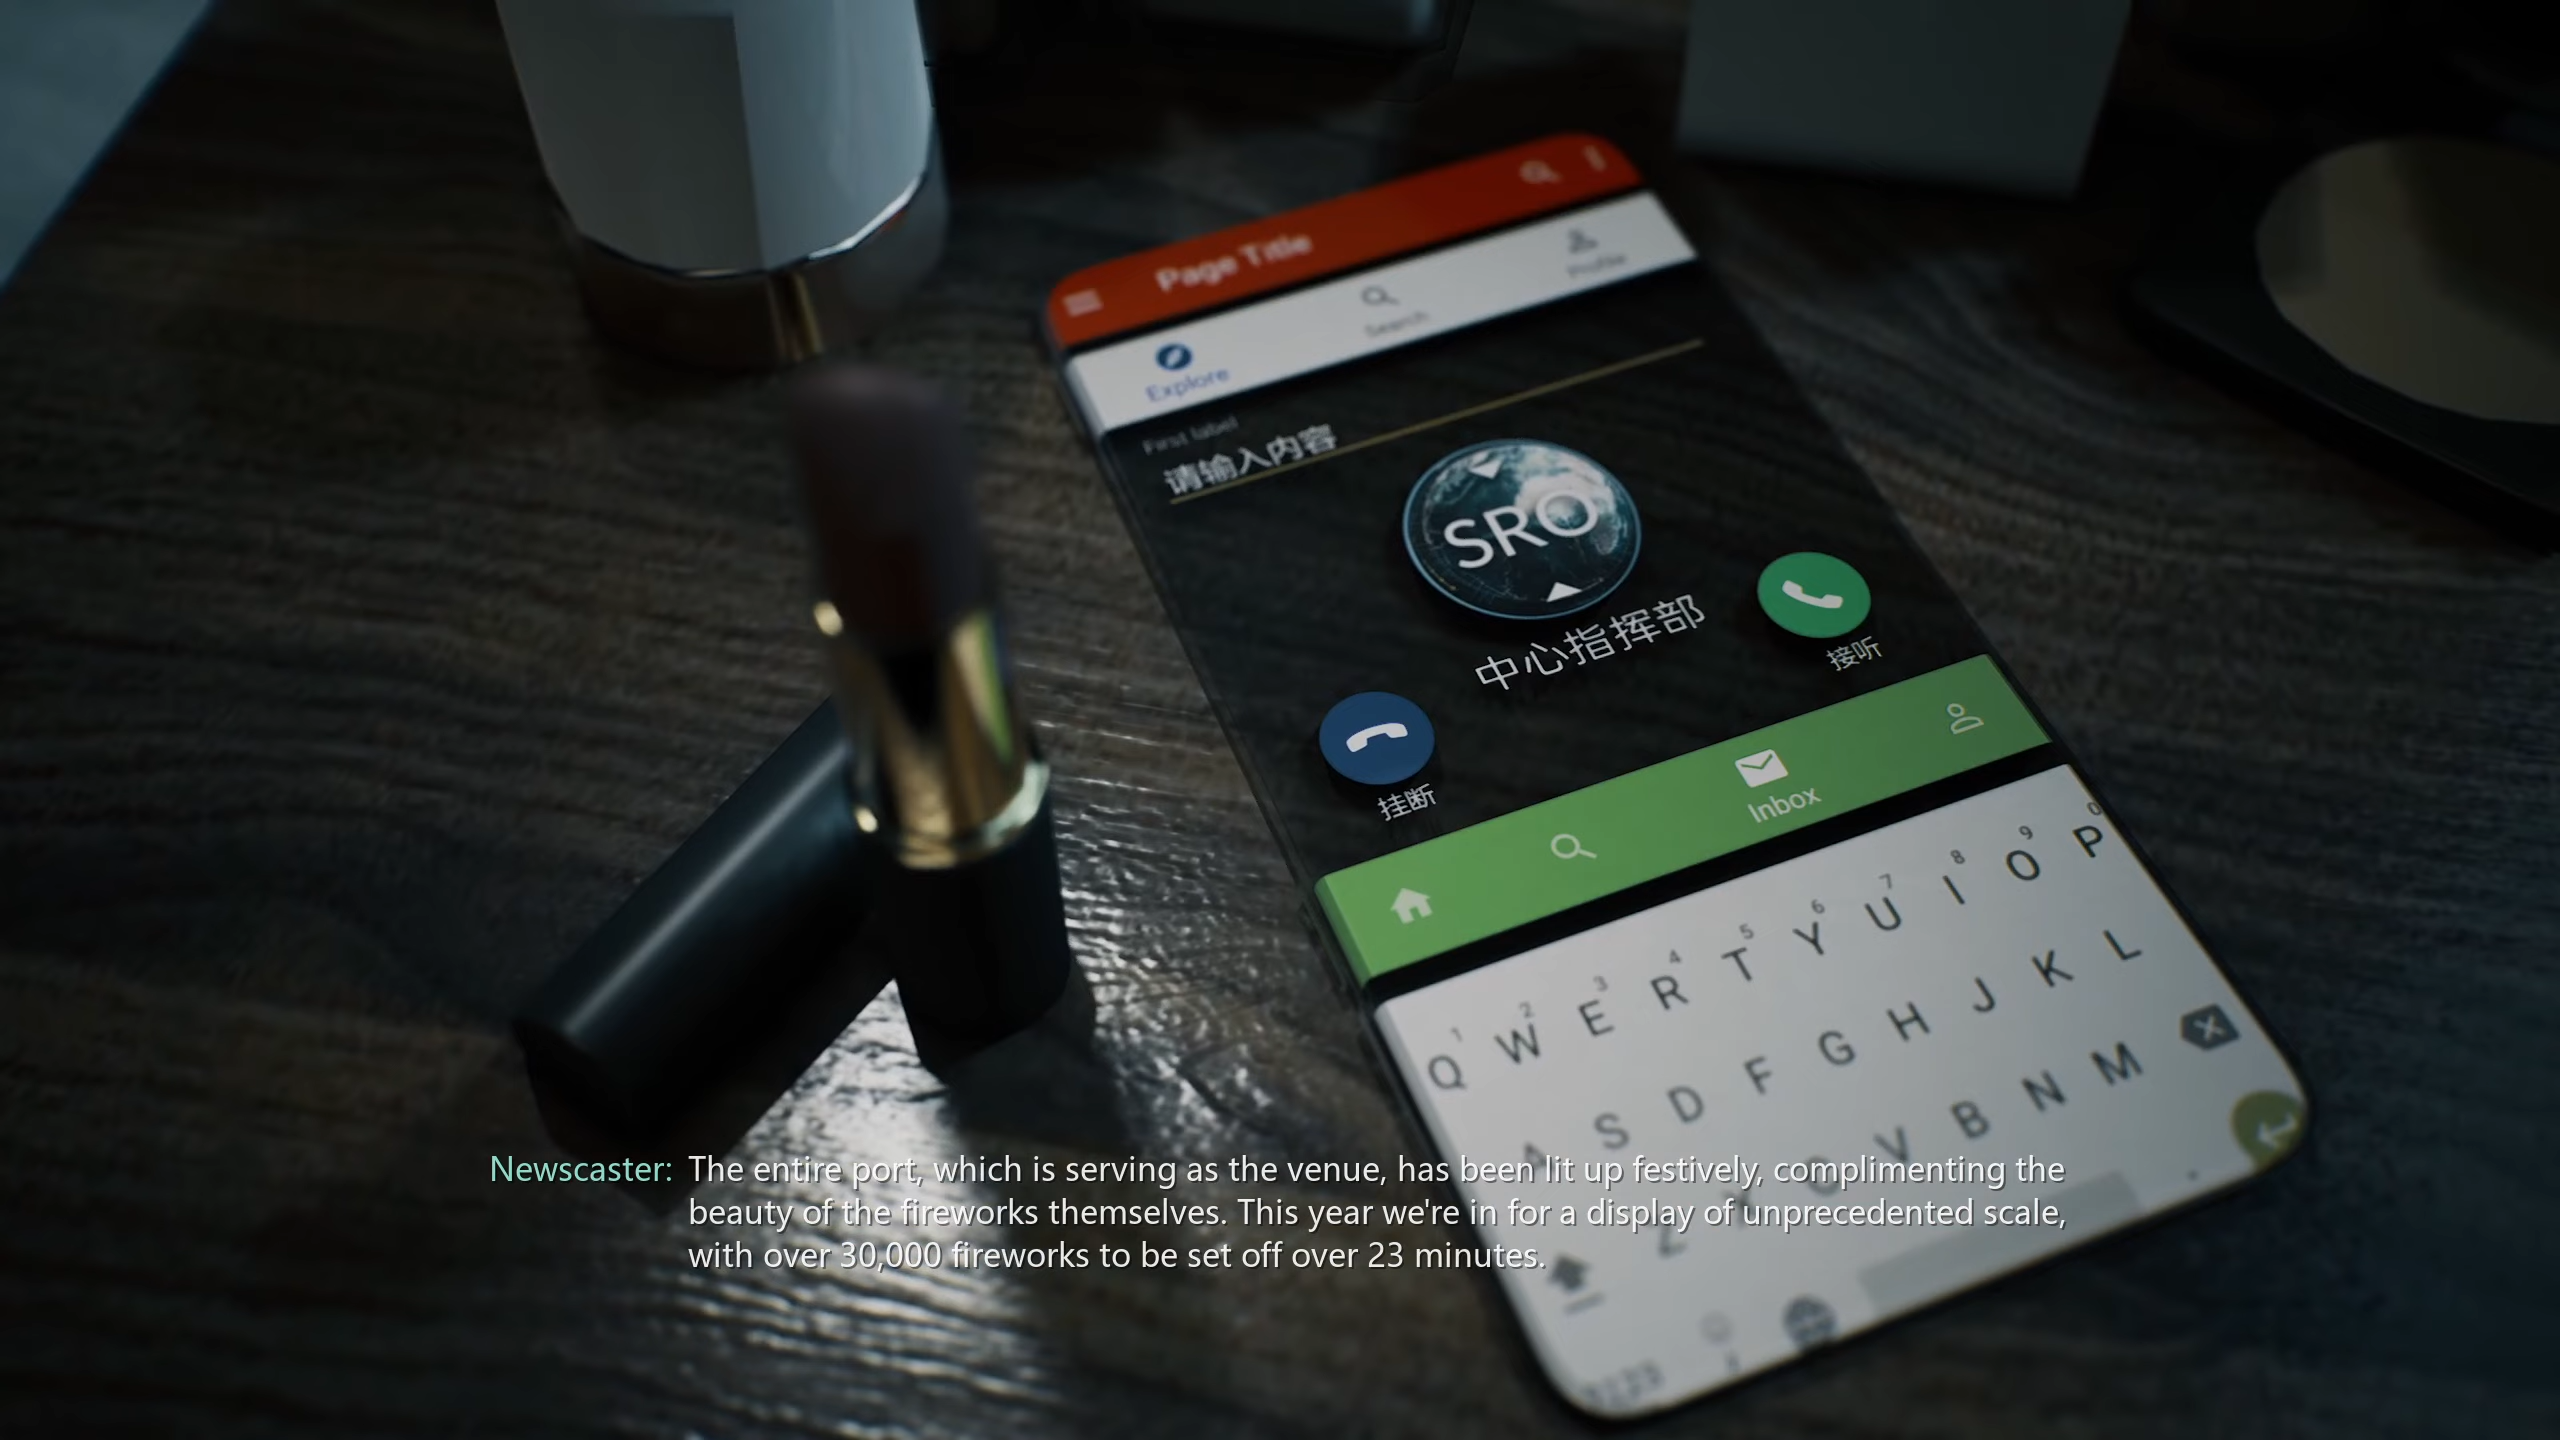 Page Title
Explore
Search
Profile
First label
请输入内容
SRO
中心指挥部
接听
挂断
Inbox
1 2 3 4 5 6 7 8 9 0
Q W E R T Y U I O P
A S D F G H J K L
Z V B N M
Newscaster: The entire port, which is serving as the venue, has been lit up festively, complimenting the
beauty of the fireworks themselves. This year we're in for a display of unprecedented scale,
with over 30,000 fireworks to be set off over 23 minutes.